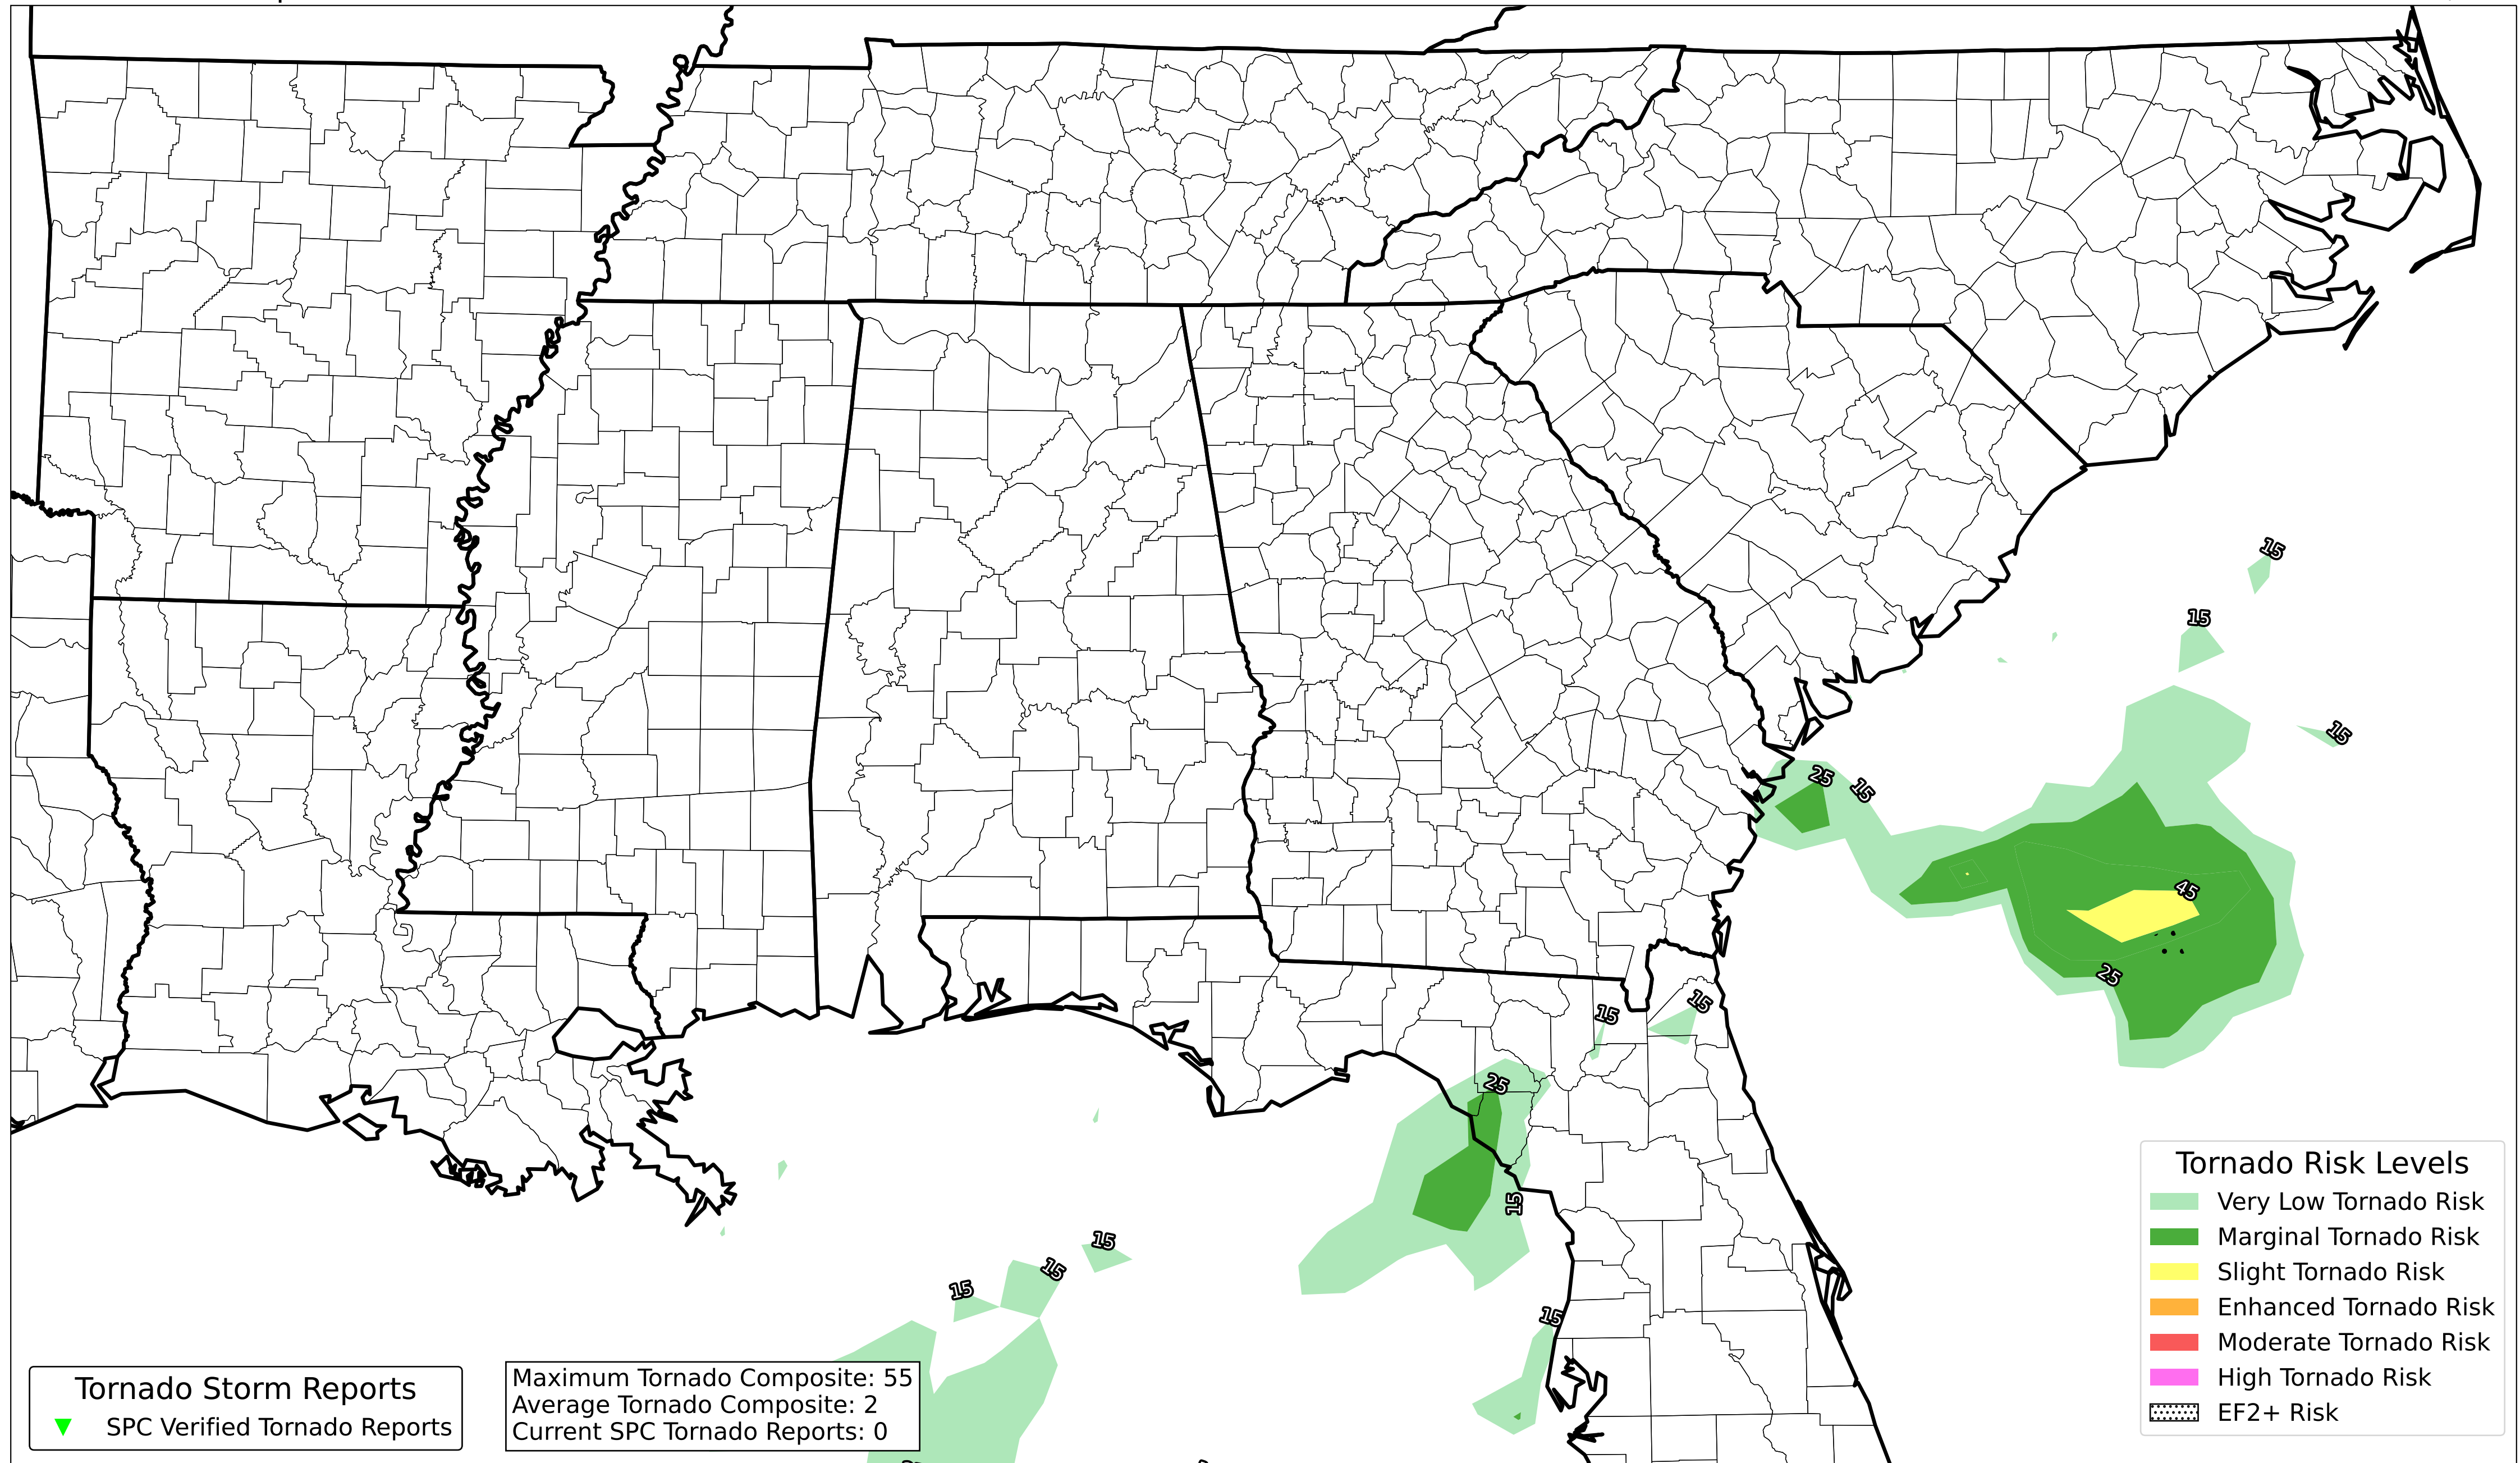 15
15
15
25
15
45
25
15
15
25
15
15
15
15
15
Tornado Risk Levels
Very Low Tornado Risk
Marginal Tornado Risk
Slight Tornado Risk
Enhanced Tornado Risk
Moderate Tornado Risk
High Tornado Risk
EF2+ Risk
Tornado Storm Reports
SPC Verified Tornado Reports
Maximum Tornado Composite: 55
Average Tornado Composite: 2
Current SPC Tornado Reports: 0